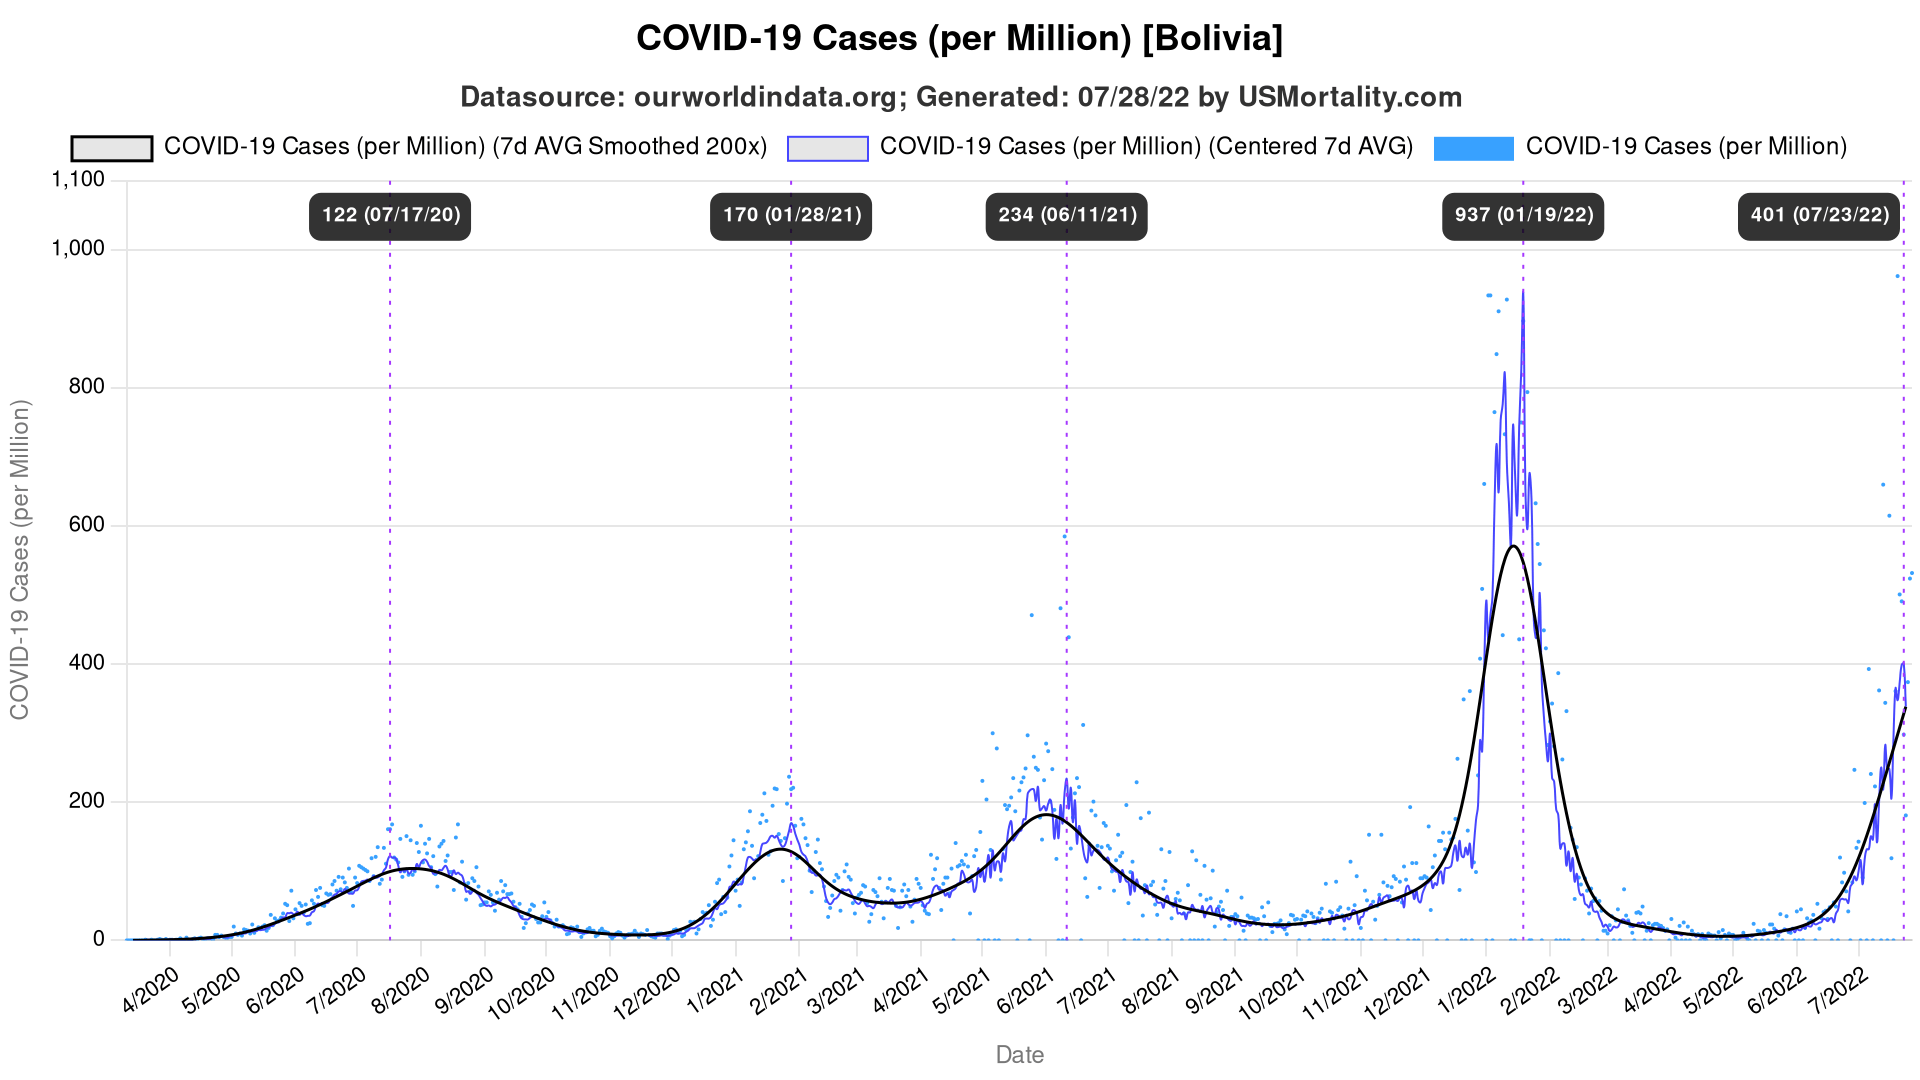 COVID-19 Cases (per Million) [Bolivia]
Datasource: ourworldindata.org; Generated: 07/28/22 by USMortality.com
COVID-19 Cases (per Million) (7d AVG Smoothed 200x) COVID-19 Cases (per Million) (Centered 7d AVG) COVID-19 Cases (per Million)
1,100
122 (07/17/20) 170 (01/28/21) 234 (06/11/21) 937 (01/19/22) 401 (07/23/22)
1,000
800
600
400
200
0
COVID-19 Cases (per Million)
4/2020 5/2020 6/2020 7/2020 8/2020 9/2020 10/2020 11/2020 12/2020 1/2021 2/2021 3/2021 4/2021 5/2021 6/2021 7/2021 8/2021 9/2021 10/2021 11/2021 12/2021 1/2022 2/2022 3/2022 4/2022 5/2022 6/2022 7/2022
Date